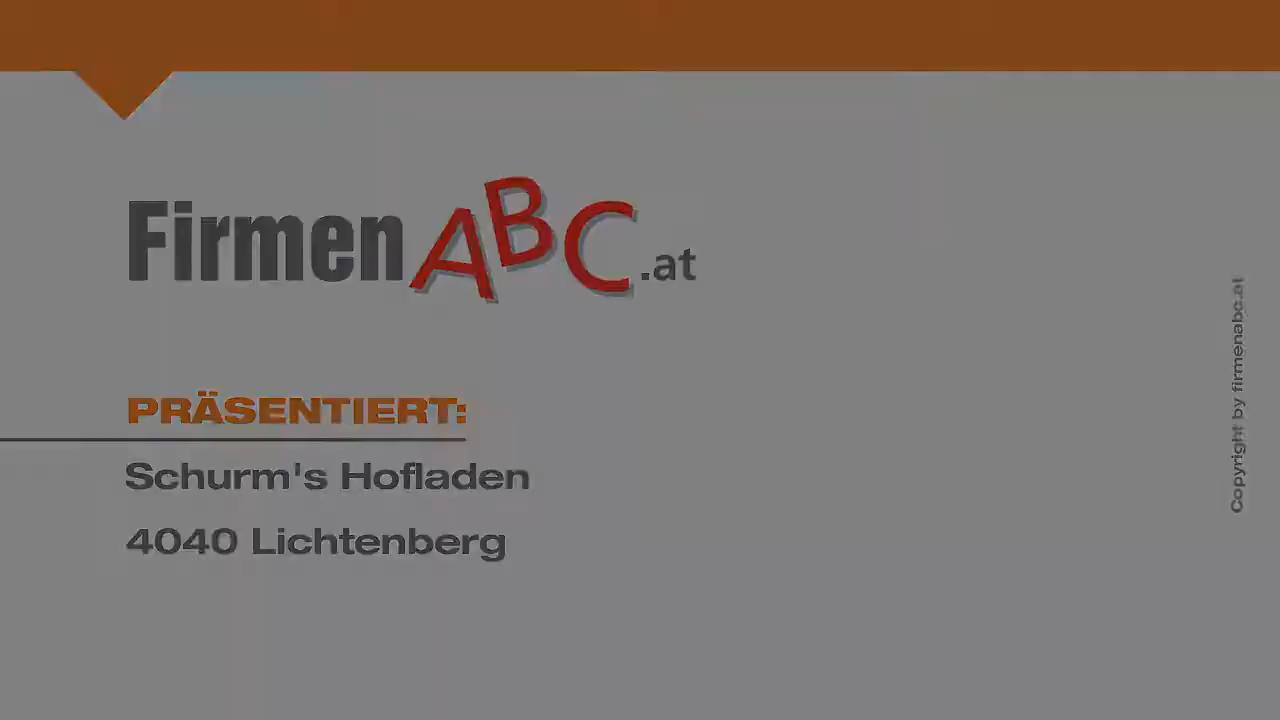 FirmenABC.at
PRÄSENTIERT:
Schurm's Hofladen
4040 Lichtenberg
Copyright by firmenabc.at